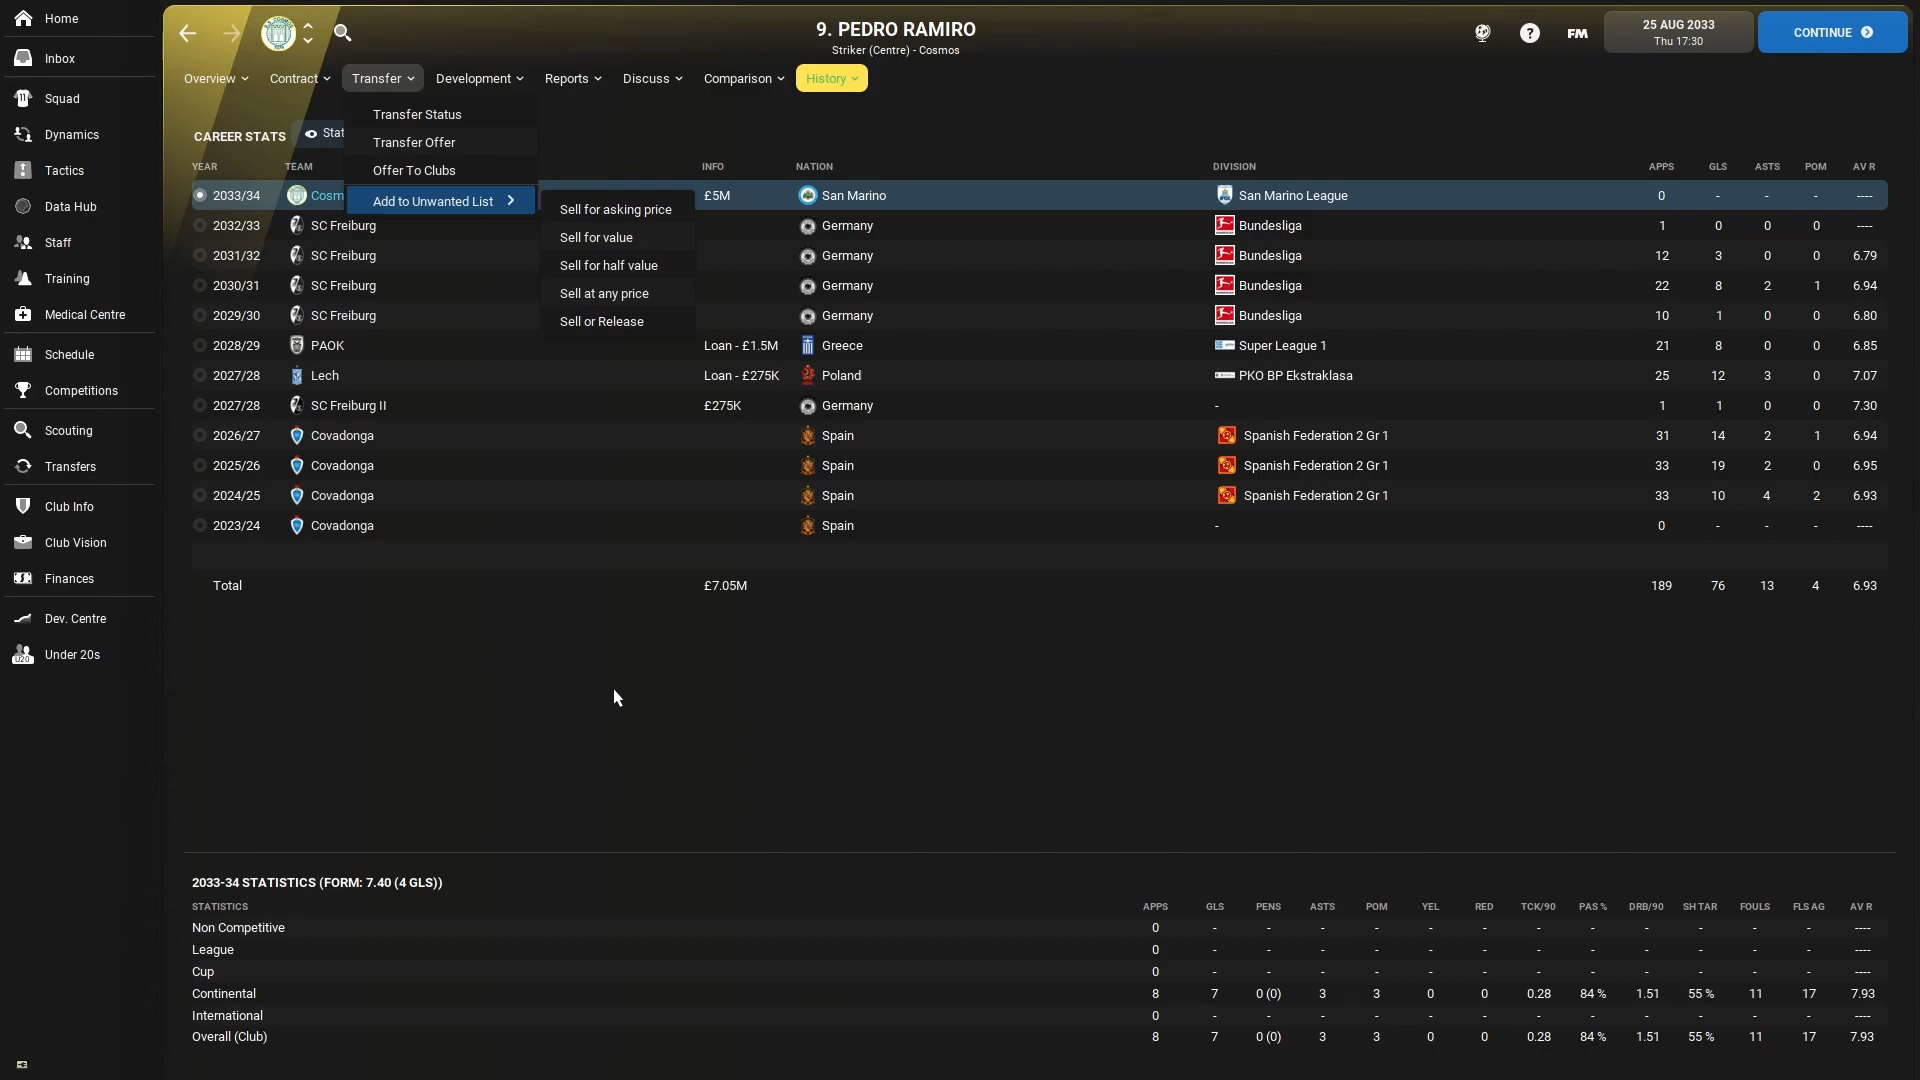 Home
Inbox
Squad
Dynamics
Tactics
Data Hub
Staff
Training
Medical Centre
Schedule
Competitions
Scouting
Transfers
Club Info
Club Vision
Finances
Dev. Centre
U20 Under 20s
9. PEDRO RAMIRO
Striker (Centre) - Cosmos
? FM
25 AUG 2033
Thu 17:30
CONTINUE
Overview Contract Transfer Development Reports Discuss Comparison History
Transfer Status
Transfer Offer
Offer To Clubs
Add to Unwanted List
Sell for asking price
Sell for value
Sell for half value
Sell at any price
Sell or Release
CAREER STATS Stat
YEAR TEAM INFO NATION DIVISION APPS GLS ASTS POM AV R
2033/34 Cosm £5M San Marino San Marino League 0 - - - ----
2032/33 SC Freiburg Germany Bundesliga 1 0 0 0 ----
2031/32 SC Freiburg Germany Bundesliga 12 3 0 0 6.79
2030/31 SC Freiburg Germany Bundesliga 22 8 2 1 6.94
2029/30 SC Freiburg Germany Bundesliga 10 1 0 0 6.80
2028/29 PAOK Loan - £1.5M Greece Super League 1 21 8 0 0 6.85
2027/28 Lech Loan - £275K Poland PKO BP Ekstraklasa 25 12 3 0 7.07
2027/28 SC Freiburg II £275K Germany - 1 1 0 0 7.30
2026/27 Covadonga Spain Spanish Federation 2 Gr 1 31 14 2 1 6.94
2025/26 Covadonga Spain Spanish Federation 2 Gr 1 33 19 2 0 6.95
2024/25 Covadonga Spain Spanish Federation 2 Gr 1 33 10 4 2 6.93
2023/24 Covadonga Spain - 0 - - - ----
Total £7.05M 189 76 13 4 6.93
2033-34 STATISTICS (FORM: 7.40 (4 GLS))
STATISTICS APPS GLS PENS ASTS POM YEL RED TCK/90 PAS % DRB/90 SH TAR FOULS FLS AG AV R
Non Competitive 0 - - - - - - - - - - - - ----
League 0 - - - - - - - - - - - - ----
Cup 0 - - - - - - - - - - - - ----
Continental 8 7 0 (0) 3 3 0 0 0.28 84 % 1.51 55 % 11 17 7.93
International 0 - - - - - - - - - - - - ----
Overall (Club) 8 7 0 (0) 3 3 0 0 0.28 84 % 1.51 55 % 11 17 7.93